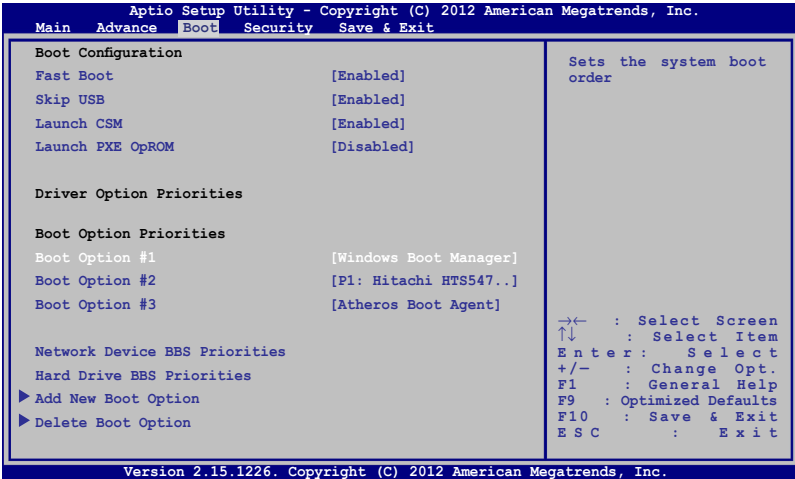 Aptio Setup Utility - Copyright (C) 2012 American Megatrends, Inc.
Main Advance Boot Security Save & Exit
Boot Configuration
Fast Boot [Enabled]
Skip USB [Enabled]
Launch CSM [Enabled]
Launch PXE OpROM [Disabled]
Driver Option Priorities
Boot Option Priorities
Boot Option #1 [Windows Boot Manager]
Boot Option #2 [P1: Hitachi HTS547..]
Boot Option #3 [Atheros Boot Agent]
Network Device BBS Priorities
Hard Drive BBS Priorities
Add New Boot Option
Delete Boot Option
Sets the system boot
order
→← : Select Screen
↑↓ : Select Item
Enter: Select
+/— : Change Opt.
F1 : General Help
F9 : Optimized Defaults
F10 : Save & Exit
ESC : Exit
Version 2.15.1226. Copyright (C) 2012 American Megatrends, Inc.